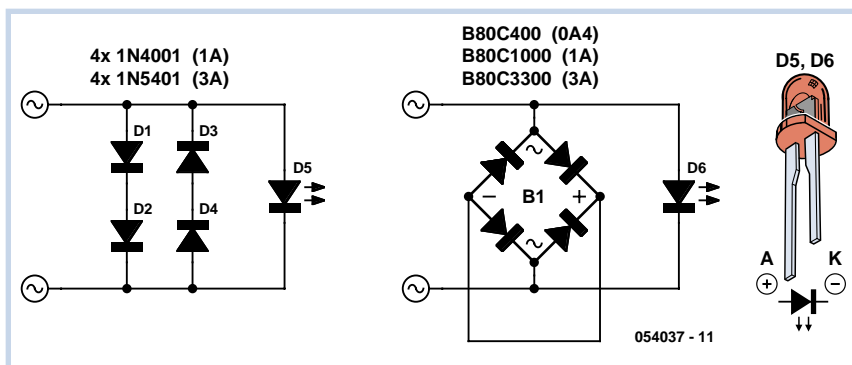 4x 1N4001 (1A)
4x 1N5401 (3A)
D1
D3
D5
D2
D4
B80C400 (0A4)
B80C1000 (1A)
B80C3300 (3A)
~
−
B1
+
~
D6
D5, D6
A
K
+
−
054037 - 11